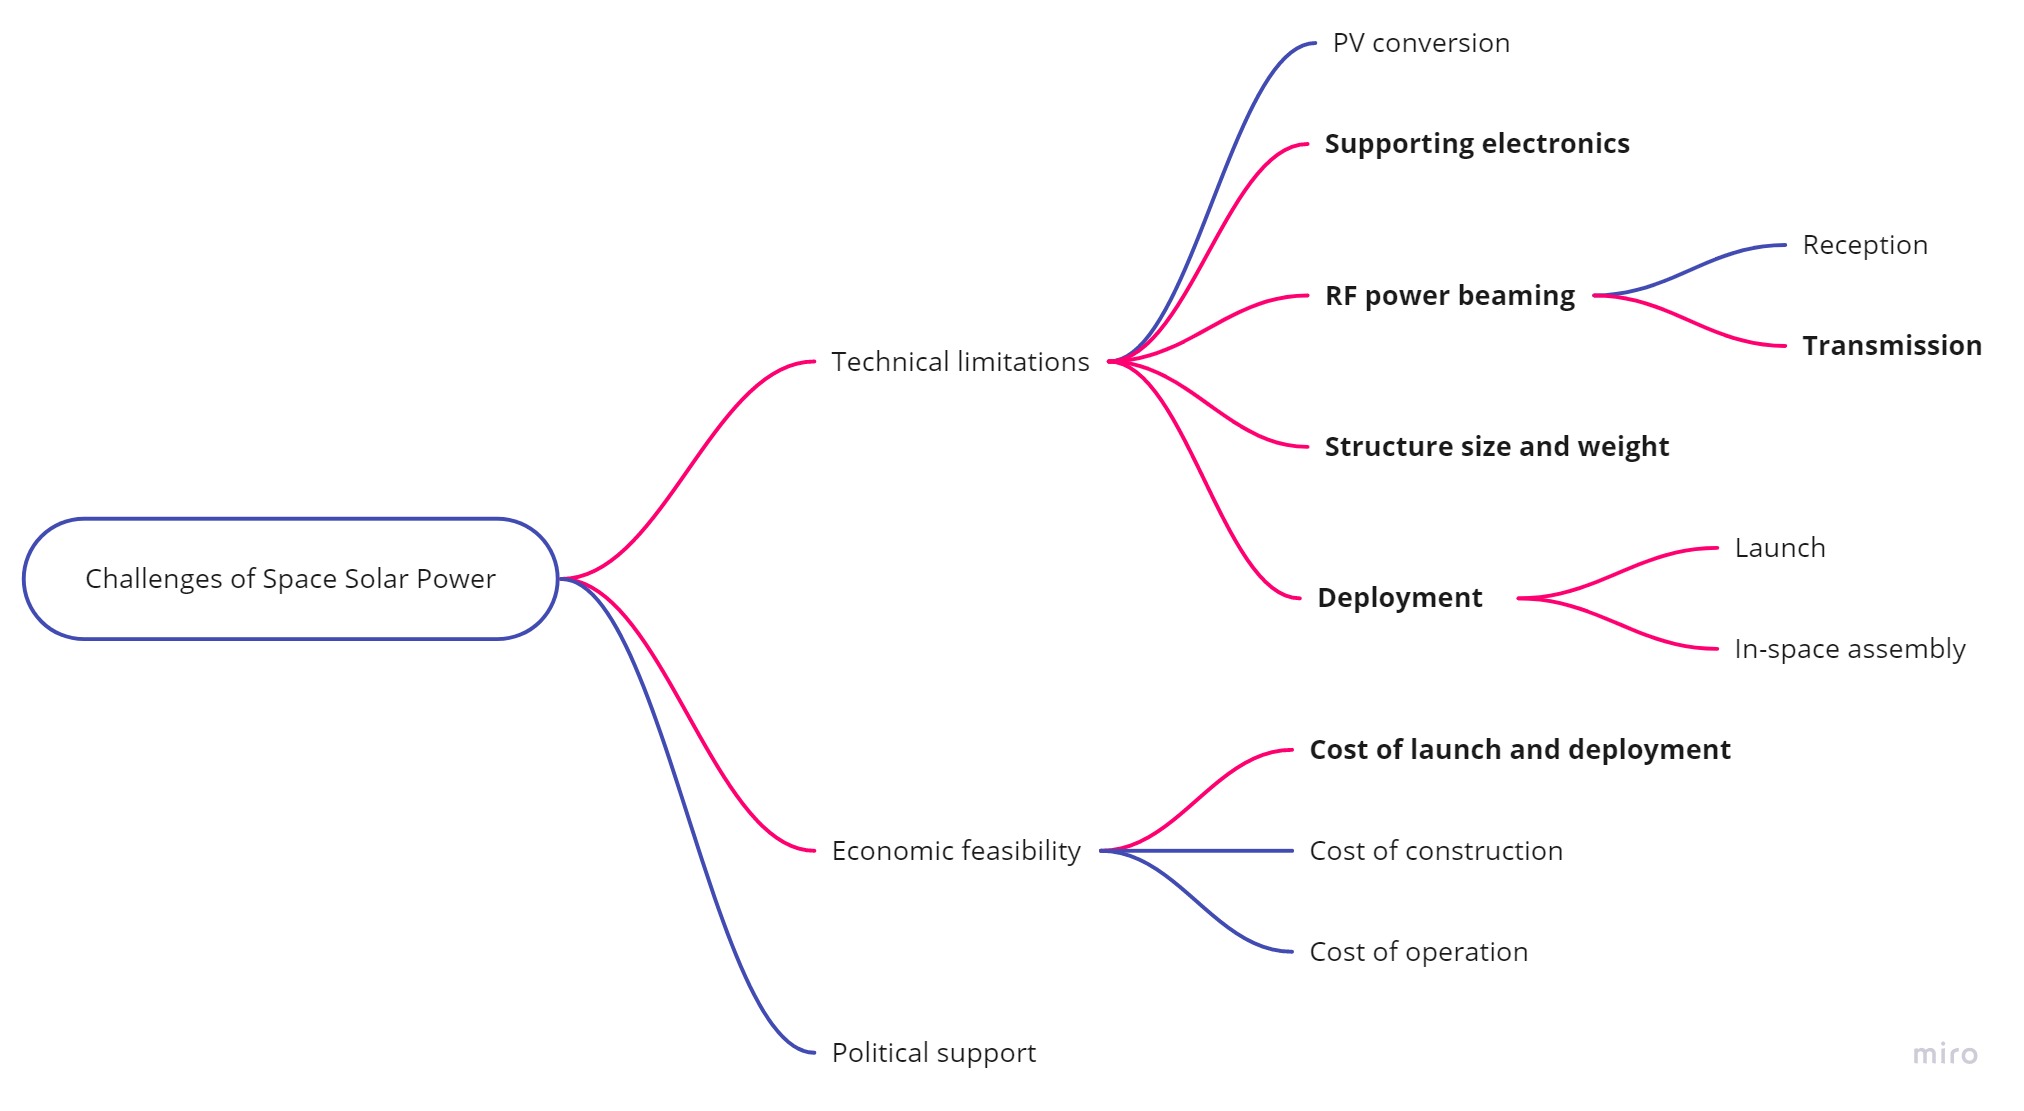 PV conversion
Supporting electronics
Reception
RF power beaming
Transmission
Technical limitations
Structure size and weight
Launch
Challenges of Space Solar Power
Deployment
In-space assembly
Cost of launch and deployment
Economic feasibility
Cost of construction
Cost of operation
Political support
miro